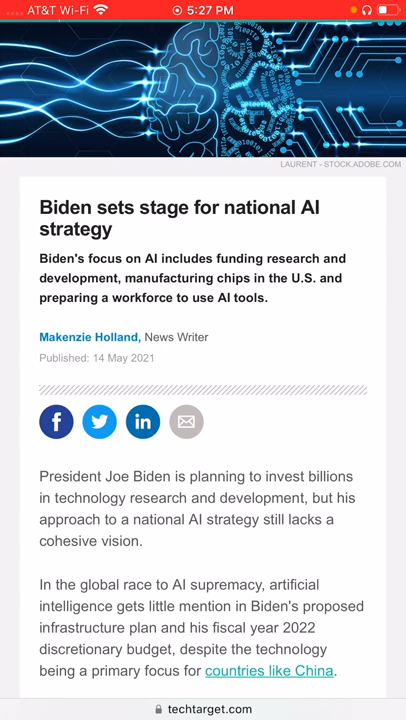 AT&T Wi-Fi 5:27 PM
LAURENT - STOCK.ADOBE.COM
Biden sets stage for national AI
strategy
Biden's focus on AI includes funding research and
development, manufacturing chips in the U.S. and
preparing a workforce to use AI tools.
Makenzie Holland, News Writer
Published: 14 May 2021
President Joe Biden is planning to invest billions
in technology research and development, but his
approach to a national AI strategy still lacks a
cohesive vision.
In the global race to AI supremacy, artificial
intelligence gets little mention in Biden's proposed
infrastructure plan and his fiscal year 2022
discretionary budget, despite the technology
being a primary focus for countries like China.
techtarget.com